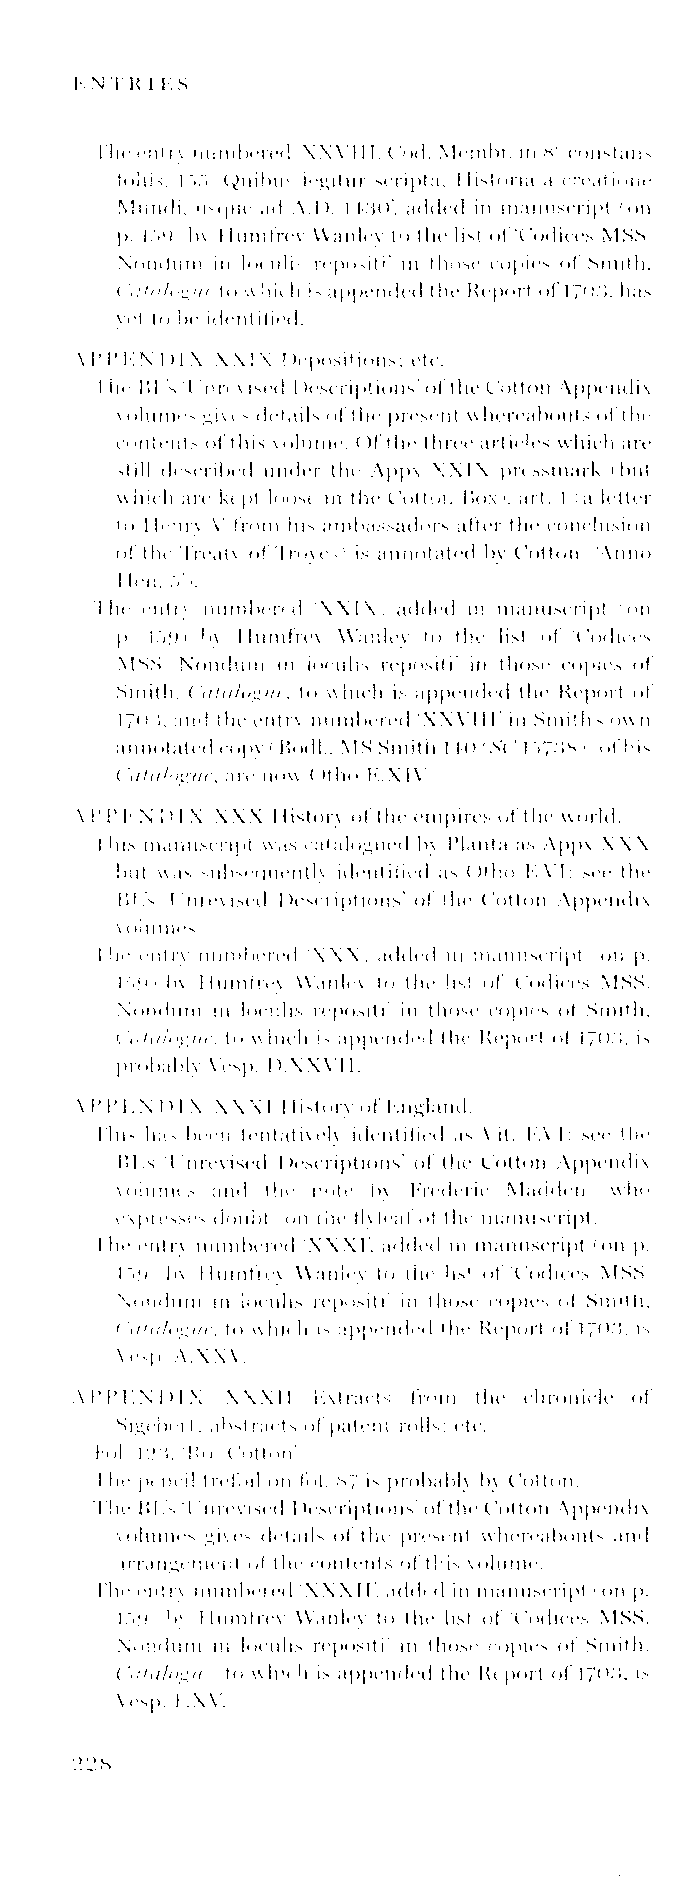 ENTRIES
The entry numbered 'XXVIII. Cod. Membr. in 8° constans
foliis, 155. Quibus legitur scripta, Historia a creatione
Mundi, usque ad A.D. 1430', added in manuscript (on
p. 159) by Humfrey Wanley to the list of 'Codices MSS.
Nondum in loculis repositi' in those copies of Smith,
Catalogue to which is appended the Report of 1703, has
yet to be identified.
APPENDIX XXIX Depositions; etc.
The BL's 'Unrevised Descriptions' of the Cotton Appendix
volumes gives details of the present whereabouts of the
contents of this volume. Of the three articles which are
still described under the Appx XXIX pressmark (but
which are kept loose in the Cotton Box), art. 1 (a letter
to Henry V from his ambassadors after the conclusion
of the Treaty of Troyes) is annotated by Cotton: 'Anno
Hen. 5'.
The entry numbered 'XXIX', added in manuscript (on
p. 159) by Humfrey Wanley to the list of 'Codices
MSS. Nondum in loculis repositi' in those copies of
Smith, Catalogue, to which is appended the Report of
1703, and the entry numbered 'XXVIII' in Smith's own
annotated copy (Bodl., MS Smith 140 (SC 15738)) of his
Catalogue, are now Otho E.XIV.
APPENDIX XXX History of the empires of the world.
This manuscript was catalogued by Planta as Appx XXX
but was subsequently identified as Otho E.VI: see the
BL's 'Unrevised Descriptions' of the Cotton Appendix
volumes.
The entry numbered 'XXX', added in manuscript (on p.
159) by Humfrey Wanley to the list of 'Codices MSS.
Nondum in loculis repositi' in those copies of Smith,
Catalogue, to which is appended the Report of 1703, is
probably Vesp. D.XXVII.
APPENDIX XXXI History of England.
This has been tentatively identified as Vit. F.VI: see the
BL's 'Unrevised Descriptions' of the Cotton Appendix
volumes and the note by Frederic Madden (who
expresses doubt) on the flyleaf of the manuscript.
The entry numbered 'XXXI', added in manuscript (on p.
159) by Humfrey Wanley to the list of 'Codices MSS.
Nondum in loculis repositi' in those copies of Smith,
Catalogue, to which is appended the Report of 1703, is
Vesp. A.XXV.
APPENDIX XXXII Extracts from the chronicle of
Sigebert, abstracts of patent rolls; etc.
Fol. 123, 'Ro: Cotton'.
The pencil trefoil on fol. 87 is probably by Cotton.
The BL's 'Unrevised Descriptions' of the Cotton Appendix
volumes gives details of the present whereabouts and
arrangement of the contents of this volume.
The entry numbered 'XXXII', added in manuscript (on p.
159) by Humfrey Wanley to the list of 'Codices MSS.
Nondum in loculis repositi' in those copies of Smith,
Catalogue, to which is appended the Report of 1703, is
Vesp. F.XV.
228